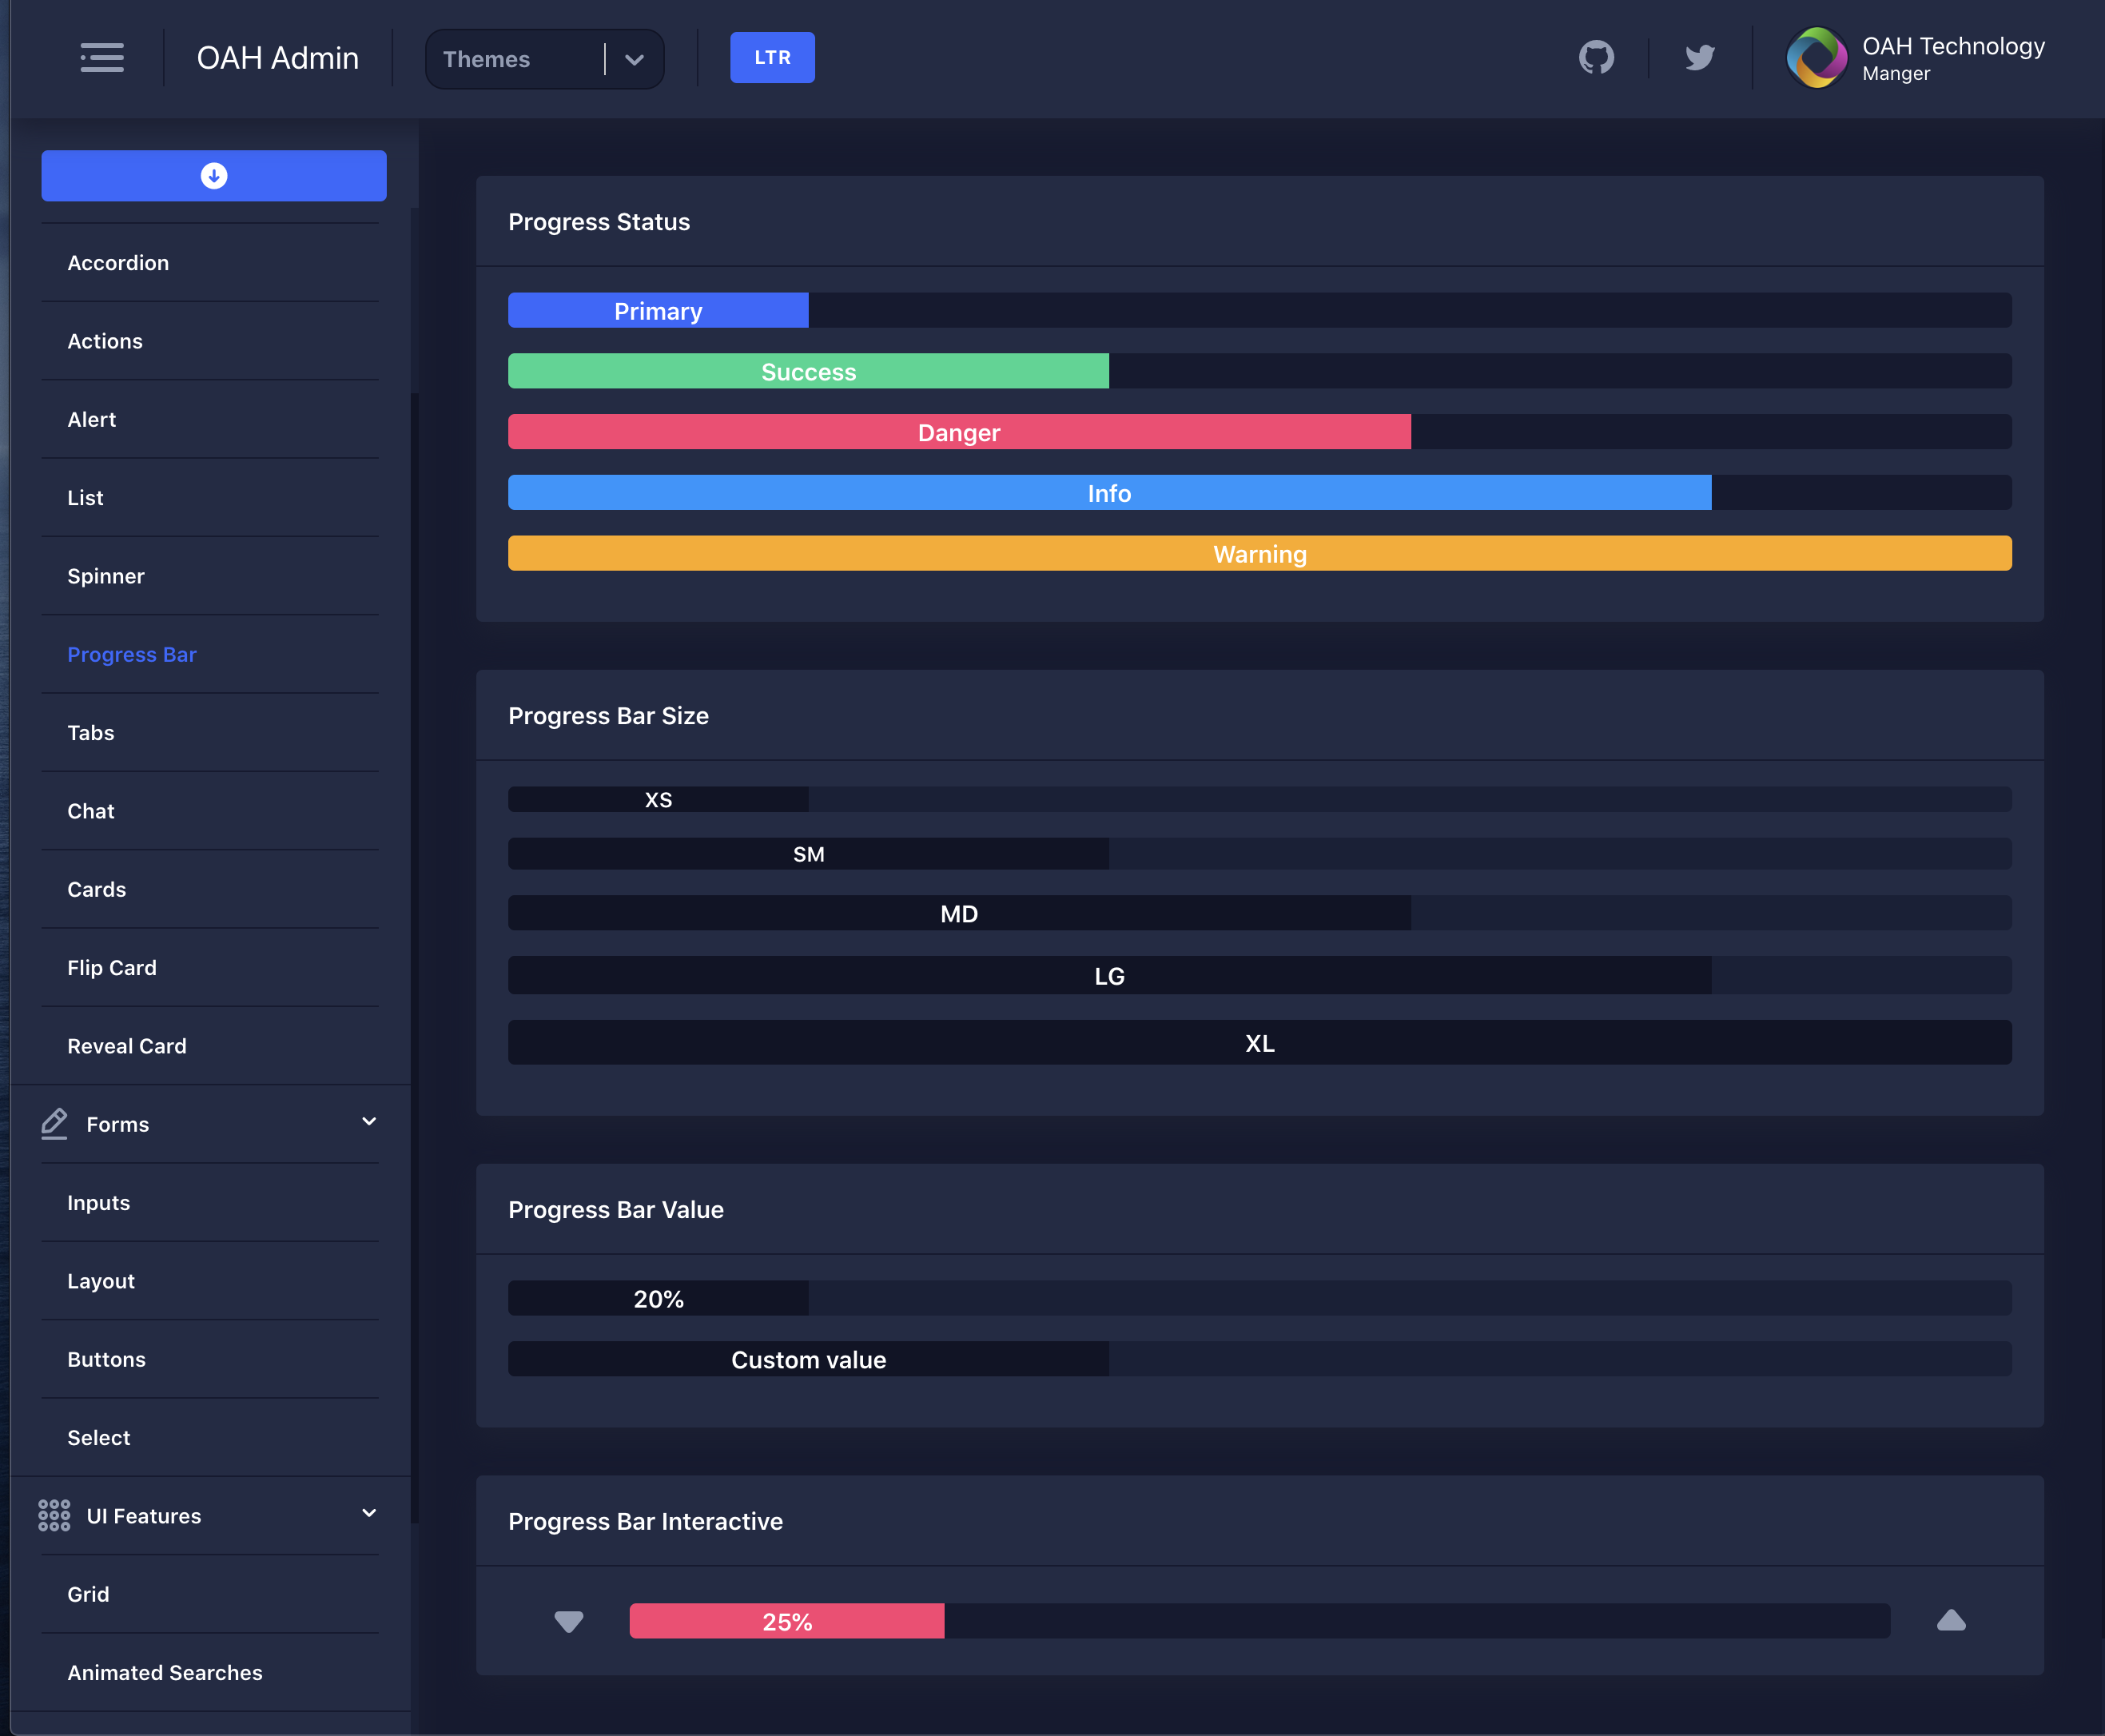 OAH Admin
Themes
LTR
OAH Technology
Manger
Accordion
Actions
Alert
List
Spinner
Progress Bar
Tabs
Chat
Cards
Flip Card
Reveal Card
Forms
Inputs
Layout
Buttons
Select
UI Features
Grid
Animated Searches
Progress Status
Primary
Success
Danger
Info
Warning
Progress Bar Size
XS
SM
MD
LG
XL
Progress Bar Value
20%
Custom value
Progress Bar Interactive
25%